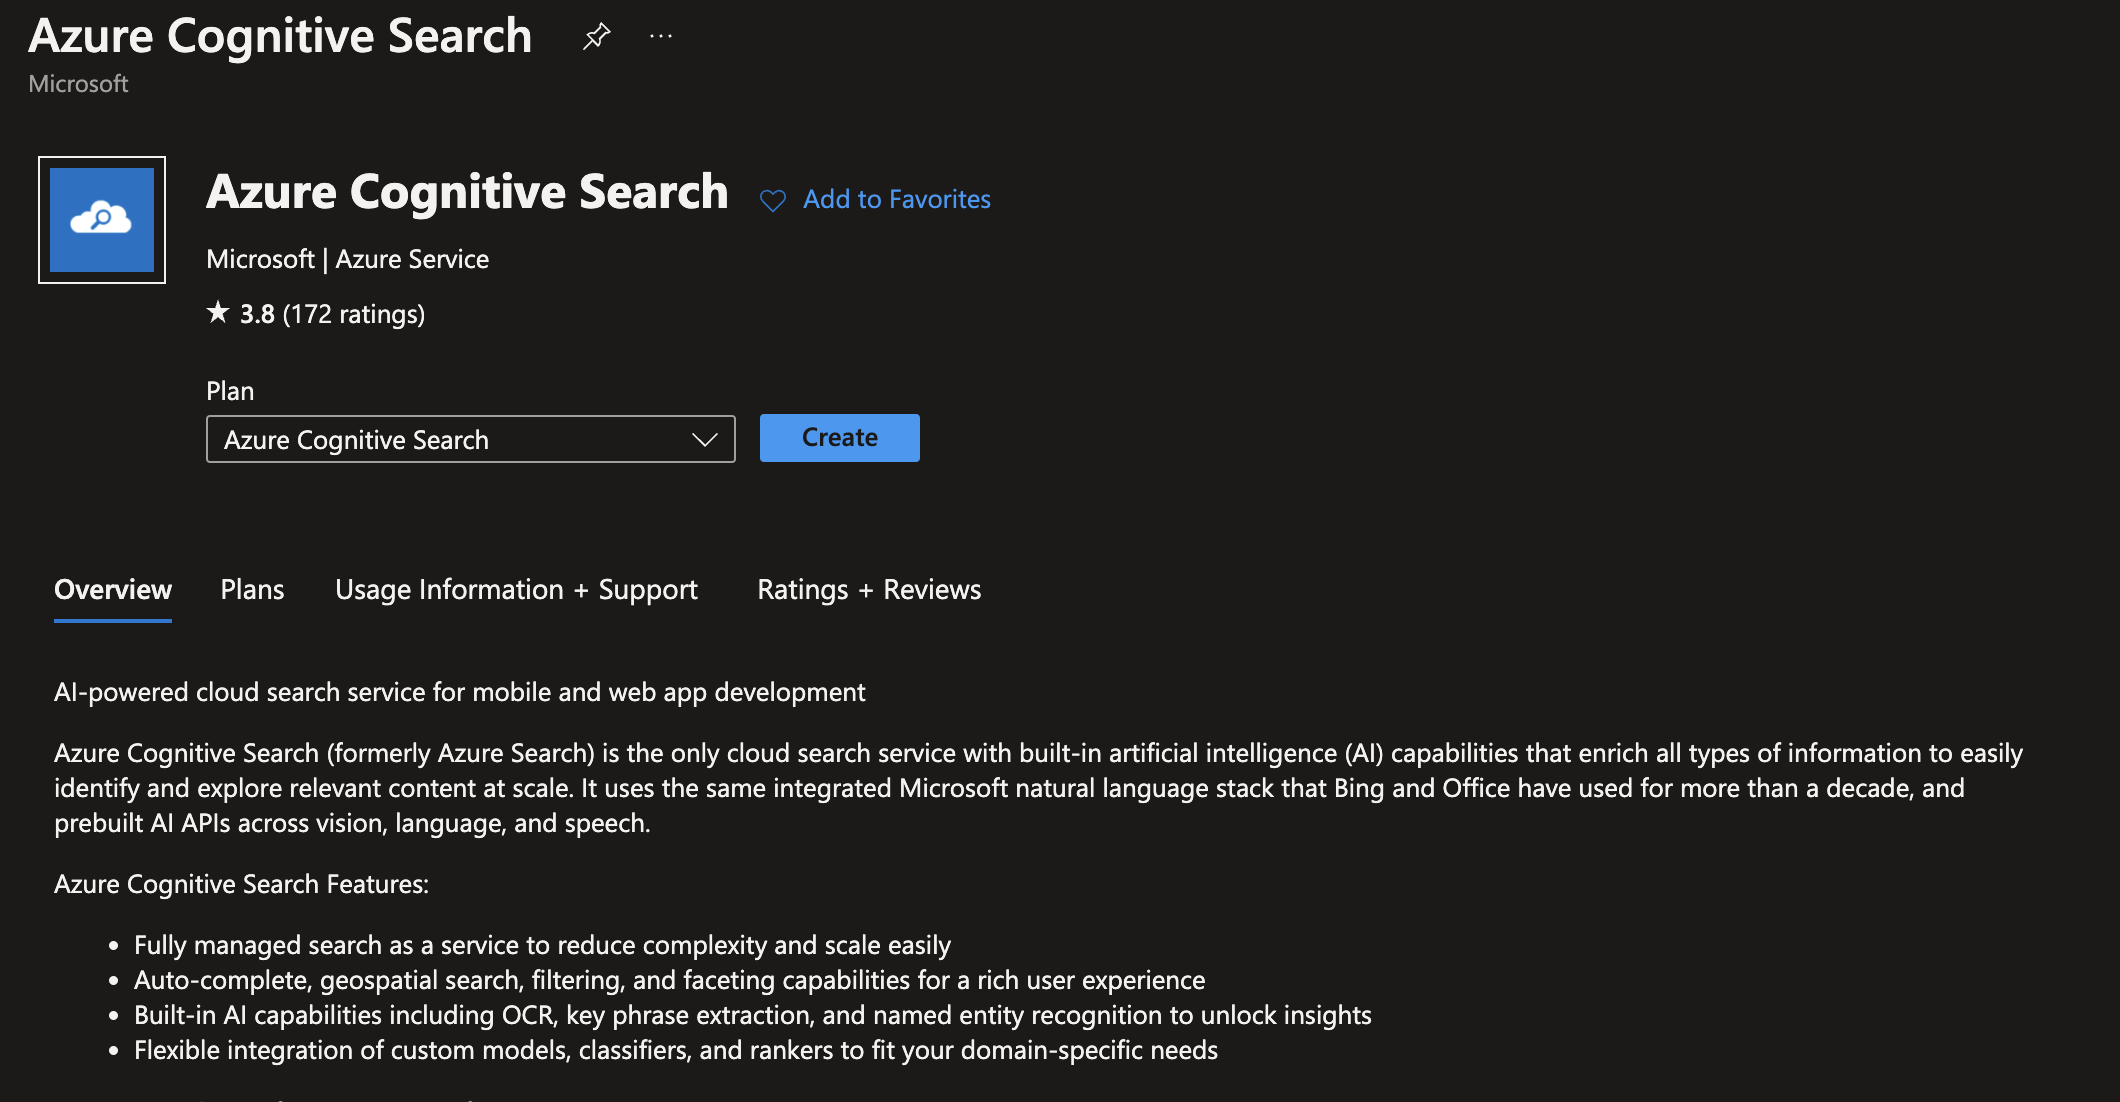 Azure Cognitive Search
Microsoft
Azure Cognitive Search
Add to Favorites
Microsoft | Azure Service
★ 3.8 (172 ratings)
Plan
Azure Cognitive Search
Create
Overview
Plans
Usage Information + Support
Ratings + Reviews
AI-powered cloud search service for mobile and web app development
Azure Cognitive Search (formerly Azure Search) is the only cloud search service with built-in artificial intelligence (AI) capabilities that enrich all types of information to easily
identify and explore relevant content at scale. It uses the same integrated Microsoft natural language stack that Bing and Office have used for more than a decade, and
prebuilt AI APIs across vision, language, and speech.
Azure Cognitive Search Features:
• Fully managed search as a service to reduce complexity and scale easily
• Auto-complete, geospatial search, filtering, and faceting capabilities for a rich user experience
• Built-in AI capabilities including OCR, key phrase extraction, and named entity recognition to unlock insights
• Flexible integration of custom models, classifiers, and rankers to fit your domain-specific needs